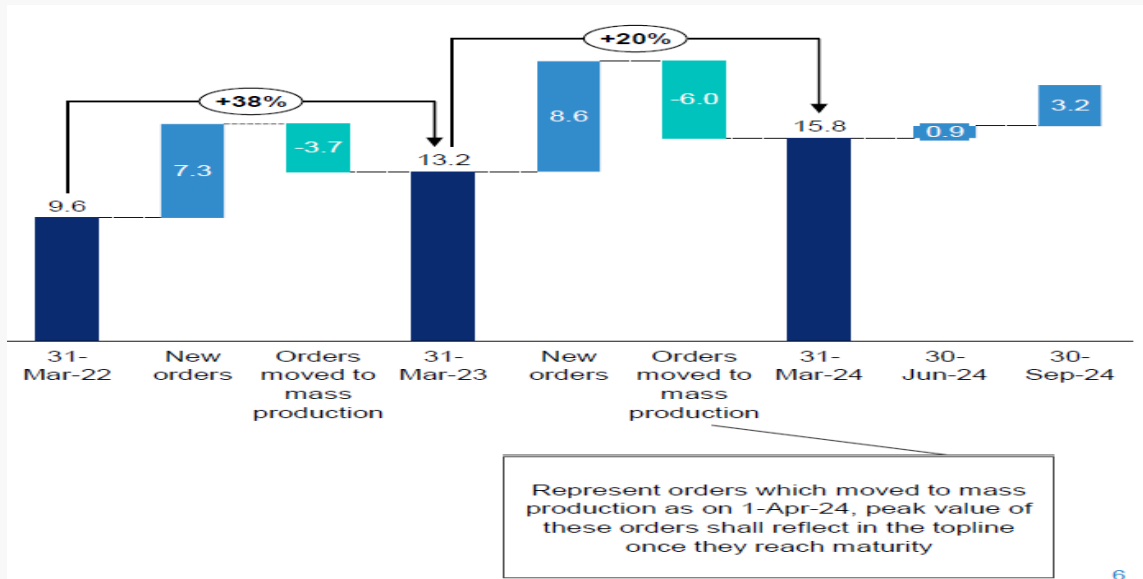 +20%
+38%
8.6
-6.0
3.2
15.8
0.9
7.3
-3.7
13.2
9.6
31-
Mar-22
New
orders
Orders
moved to
mass
production
31-
Mar-23
New
orders
Orders
moved to
mass
production
31-
Mar-24
30-
Jun-24
30-
Sep-24
Represent orders which moved to mass
production as on 1-Apr-24, peak value of
these orders shall reflect in the topline
once they reach maturity
6